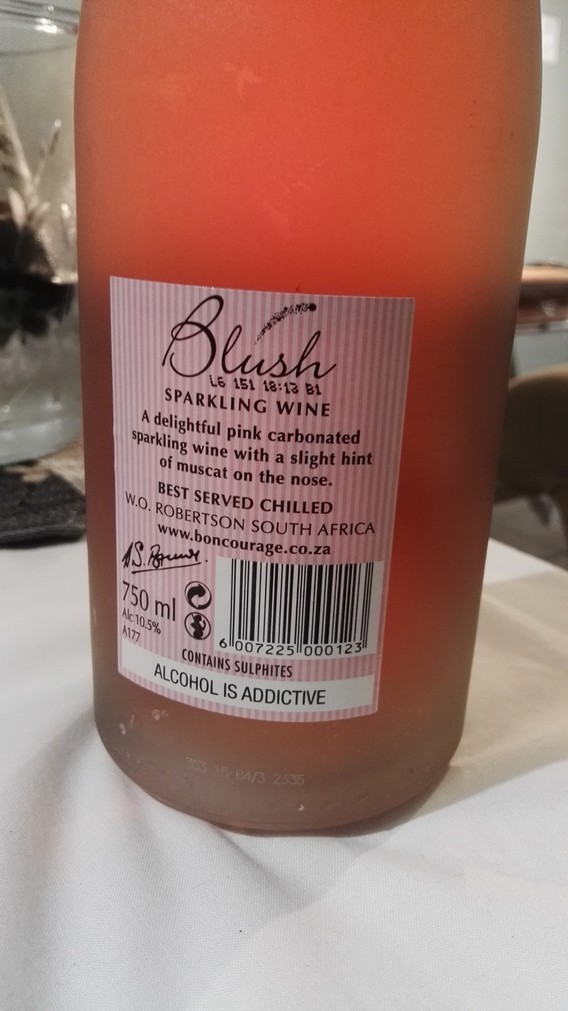 Blush
L6 151 18:13 B1
SPARKLING WINE
A delightful pink carbonated
sparkling wine with a slight hint
of muscat on the nose.
BEST SERVED CHILLED
W.O. ROBERTSON SOUTH AFRICA
www.boncourage.co.za
750 ml
Alc 10,5%
A177
6 007225 000123
CONTAINS SULPHITES
ALCOHOL IS ADDICTIVE